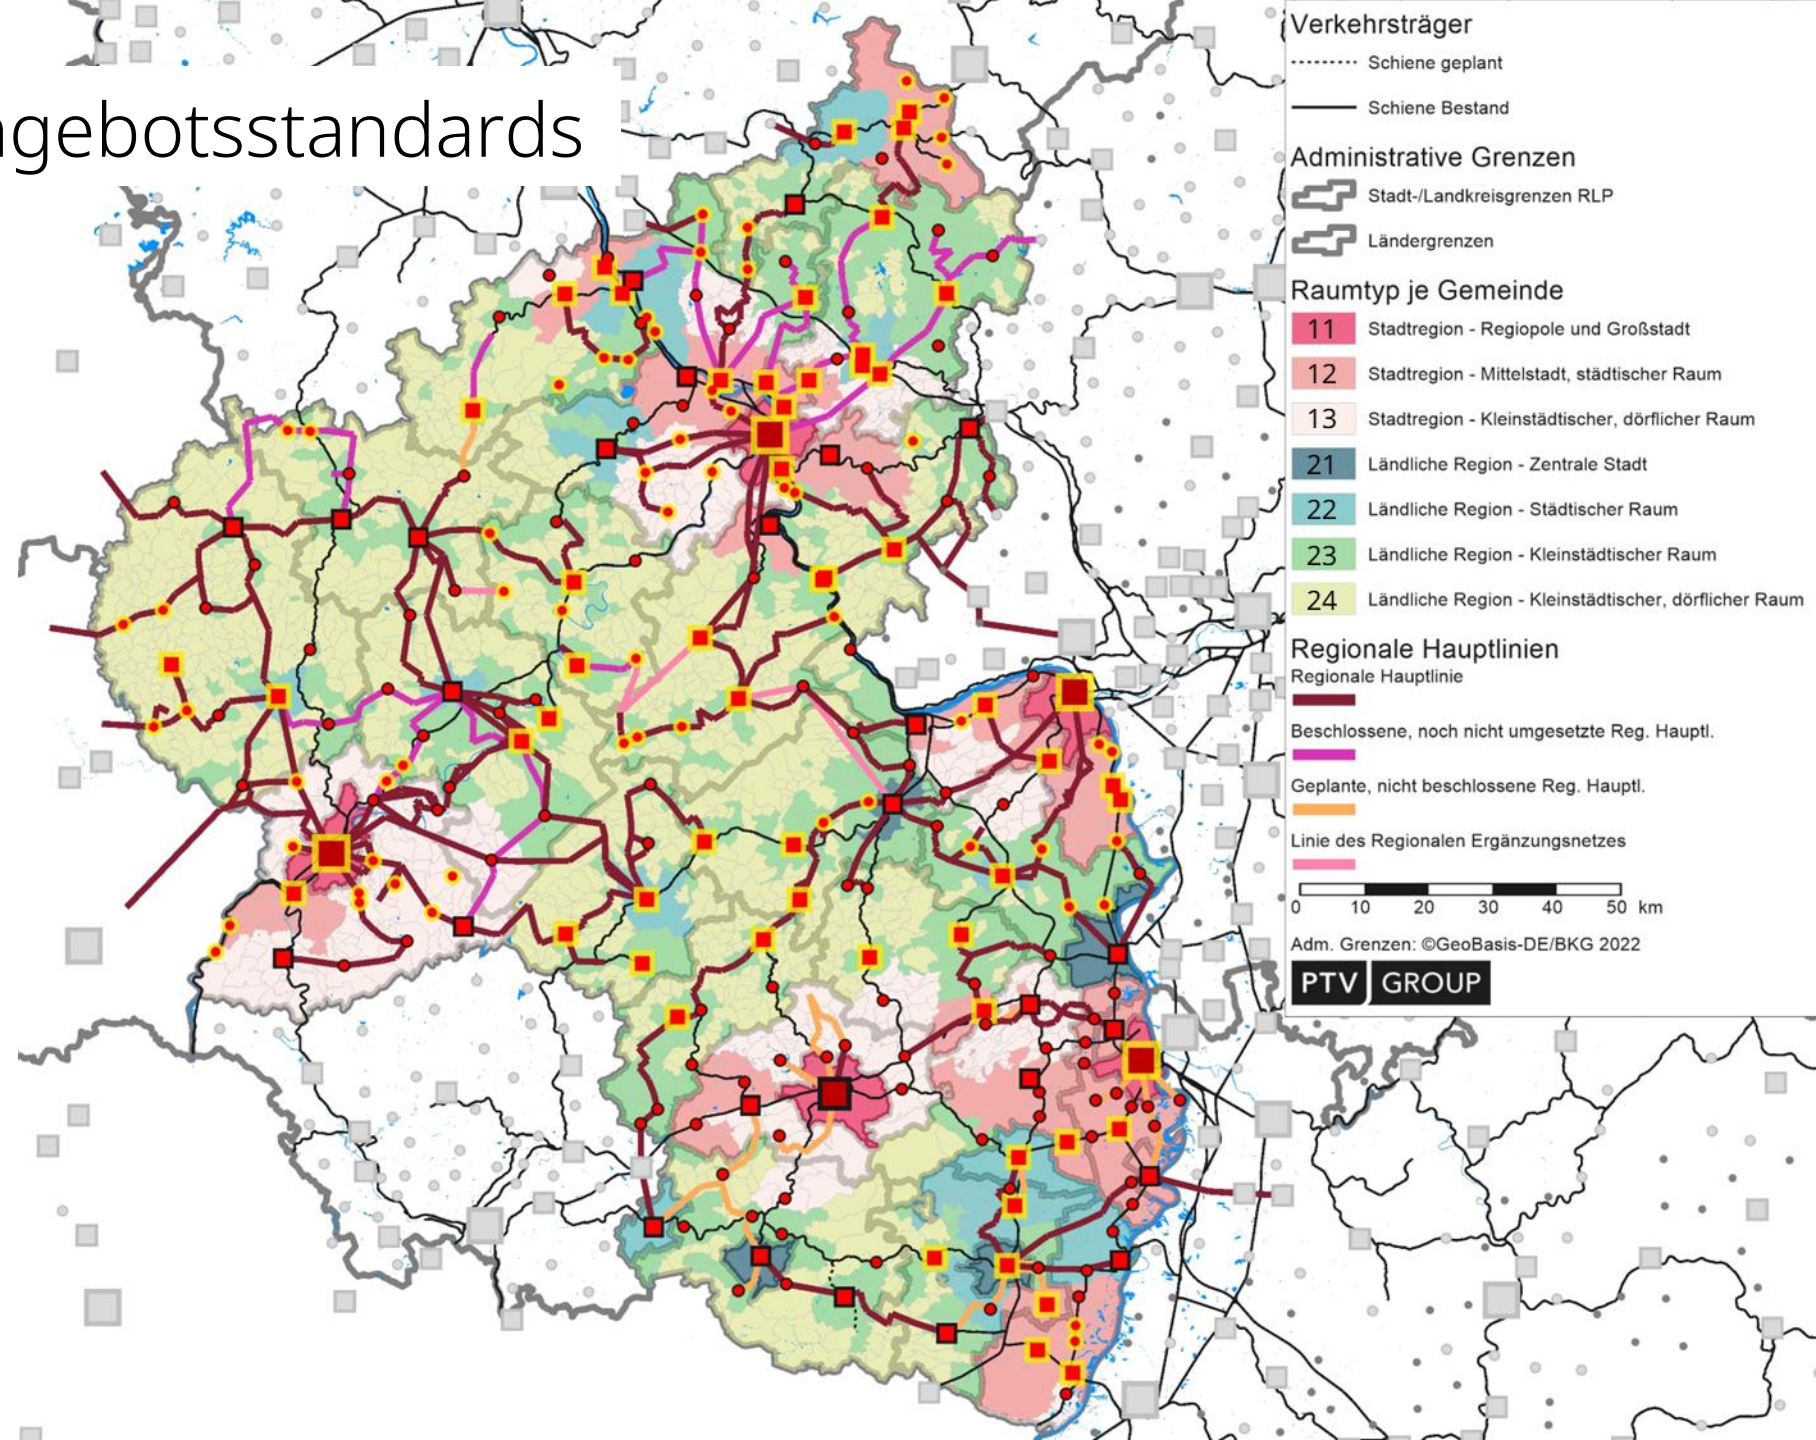 ngebotsstandards
Verkehrsträger
Schiene geplant
Schiene Bestand
Administrative Grenzen
Stadt-/Landkreisgrenzen RLP
Ländergrenzen
Raumtyp je Gemeinde
11 Stadtregion - Regiopole und Großstadt
12 Stadtregion - Mittelstadt, städtischer Raum
13 Stadtregion - Kleinstädtischer, dörflicher Raum
21 Ländliche Region - Zentrale Stadt
22 Ländliche Region - Städtischer Raum
23 Ländliche Region - Kleinstädtischer Raum
24 Ländliche Region - Kleinstädtischer, dörflicher Raum
Regionale Hauptlinien
Regionale Hauptlinie
Beschlossene, noch nicht umgesetzte Reg. Hauptl.
Geplante, nicht beschlossene Reg. Hauptl.
Linie des Regionalen Ergänzungsnetzes
0 10 20 30 40 50 km
Adm. Grenzen: ©GeoBasis-DE/BKG 2022
PTV GROUP